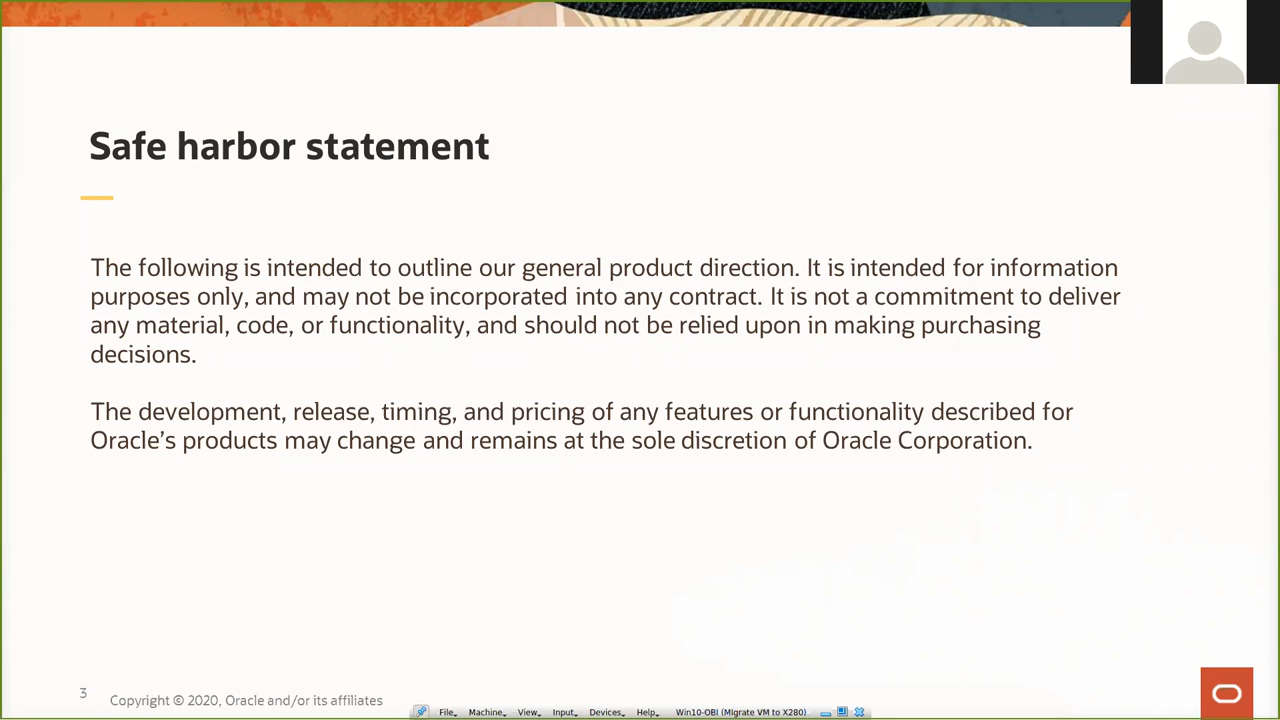 Safe harbor statement
The following is intended to outline our general product direction. It is intended for information
purposes only, and may not be incorporated into any contract. It is not a commitment to deliver
any material, code, or functionality, and should not be relied upon in making purchasing
decisions.
The development, release, timing, and pricing of any features or functionality described for
Oracle’s products may change and remains at the sole discretion of Oracle Corporation.
3
Copyright © 2020, Oracle and/or its affiliates
File Machine View Input Devices Help Win10-OBI (MIgrate VM to X280)